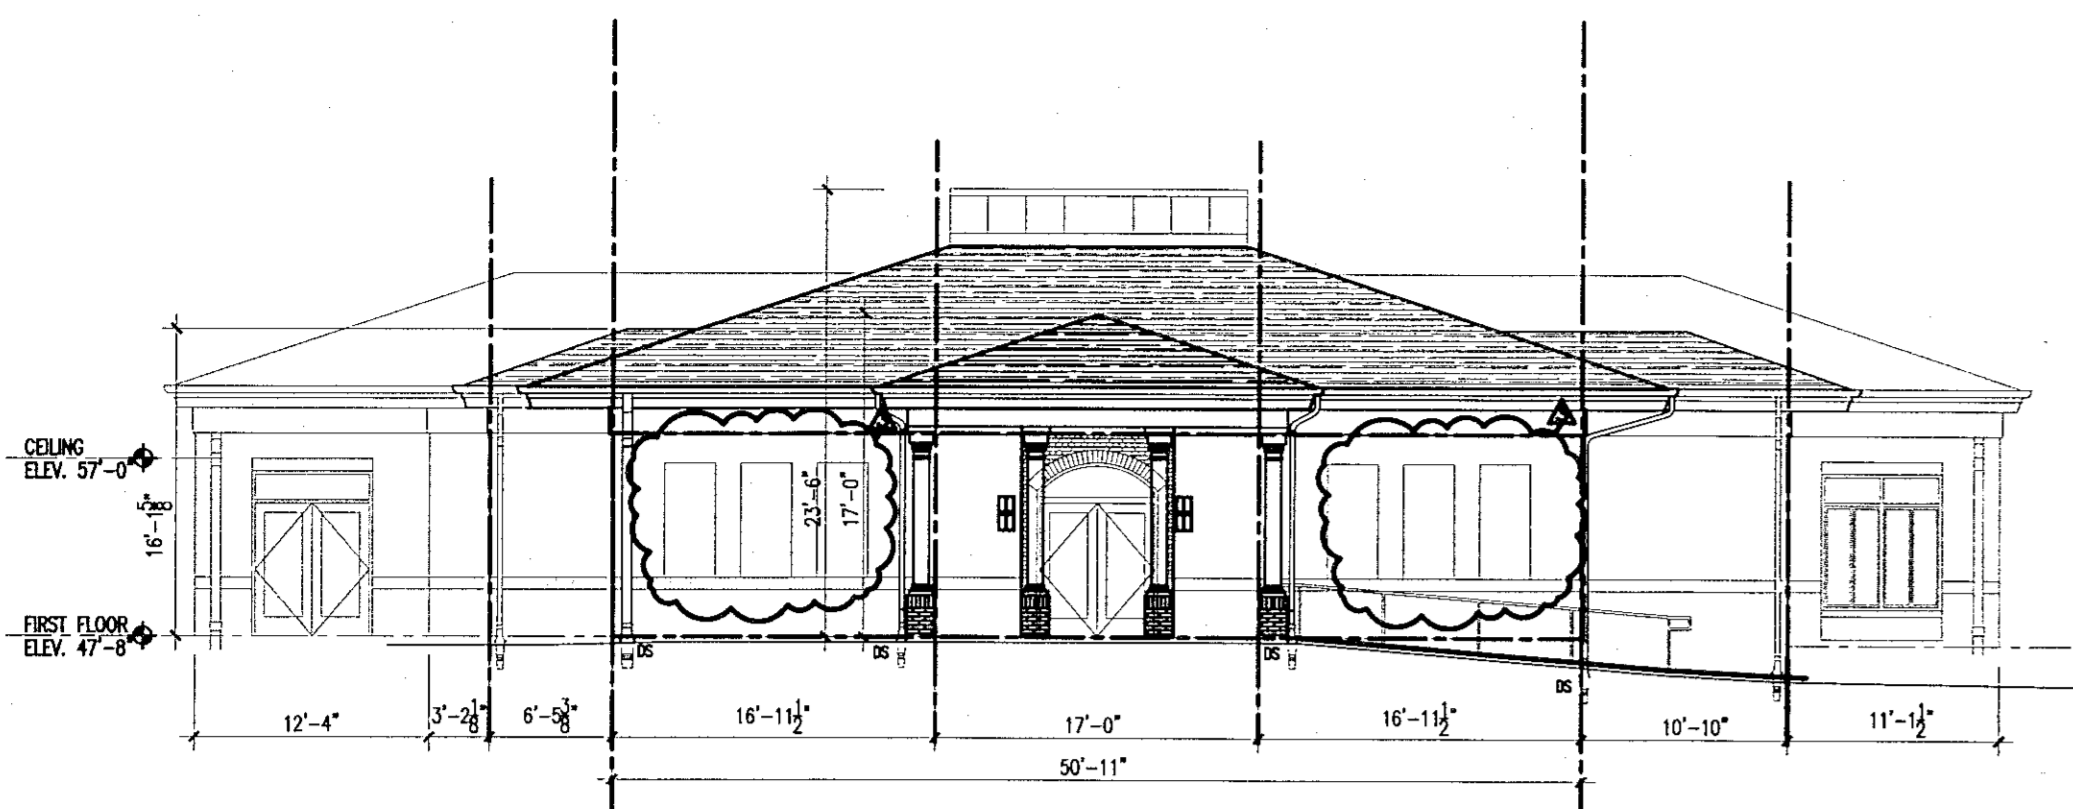 CEILING
ELEV. 57'-0"
16'-1 5/8"
23'-6"
17'-0"
FIRST FLOOR
ELEV. 47'-8"
DS
DS
DS
DS
12'-4"
3'-2 1/8"
6'-5 3/8"
16'-11 1/2"
17'-0"
16'-11 1/2"
10'-10"
11'-1 1/2"
50'-11"